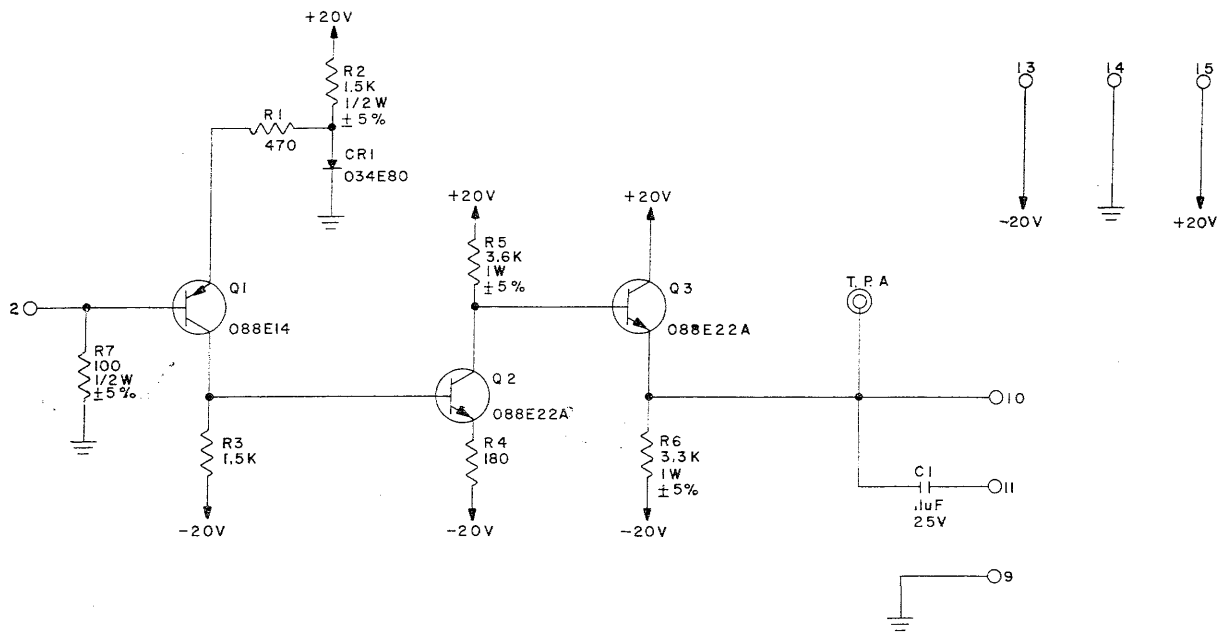 +20V
R2
1.5K
1/2W
±5%
R1
470
CR1
034E80
13
14
15
-20V
+20V
+20V
+20V
R5
3.6K
1W
±5%
Q1
2
088E14
Q3
088E22A
T.P.A
R7
100
1/2W
±5%
Q2
088E22A
R3
1.5K
R4
180
R6
3.3K
1W
±5%
10
C1
.1uF
25V
11
-20V
-20V
-20V
9